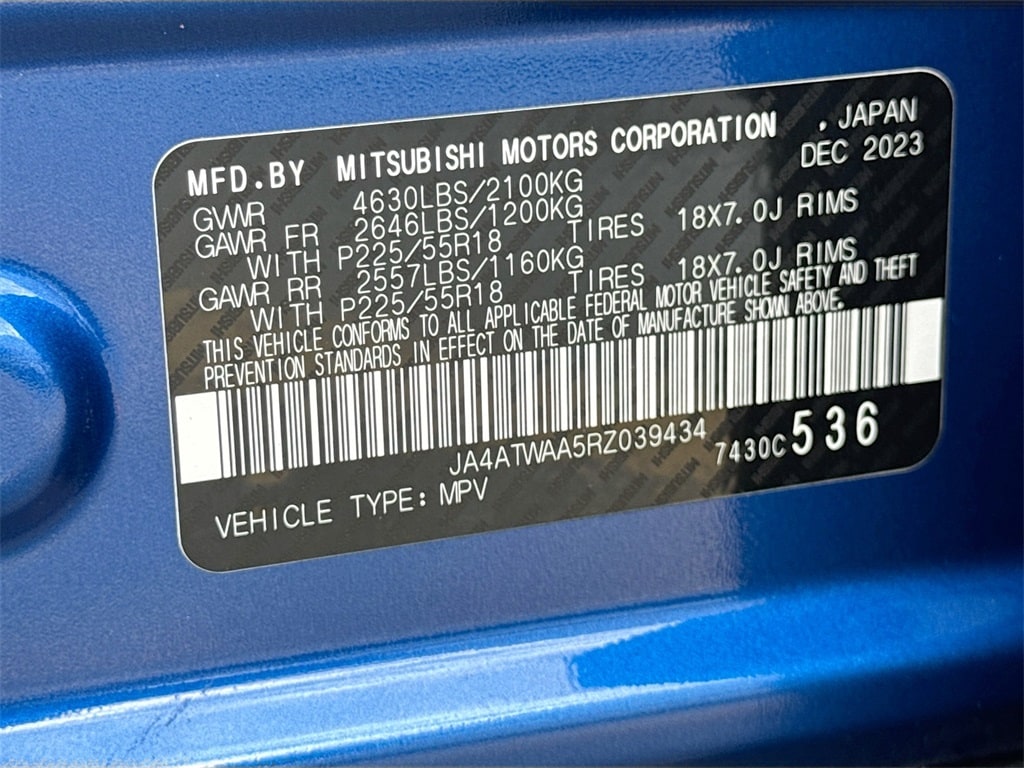 MFD.BY MITSUBISHI MOTORS CORPORATION . JAPAN
DEC 2023
GVWR 4630LBS/2100KG
GAWR FR 2646LBS/1200KG
WITH P225/55R18 TIRES 18X7.0J RIMS
GAWR RR 2557LBS/1160KG
WITH P225/55R18 TIRES 18X7.0J RIMS
THIS VEHICLE CONFORMS TO ALL APPLICABLE FEDERAL MOTOR VEHICLE SAFETY AND THEFT
PREVENTION STANDARDS IN EFFECT ON THE DATE OF MANUFACTURE SHOWN ABOVE.
JA4ATWAA5RZ039434 7430C 536
VEHICLE TYPE: MPV